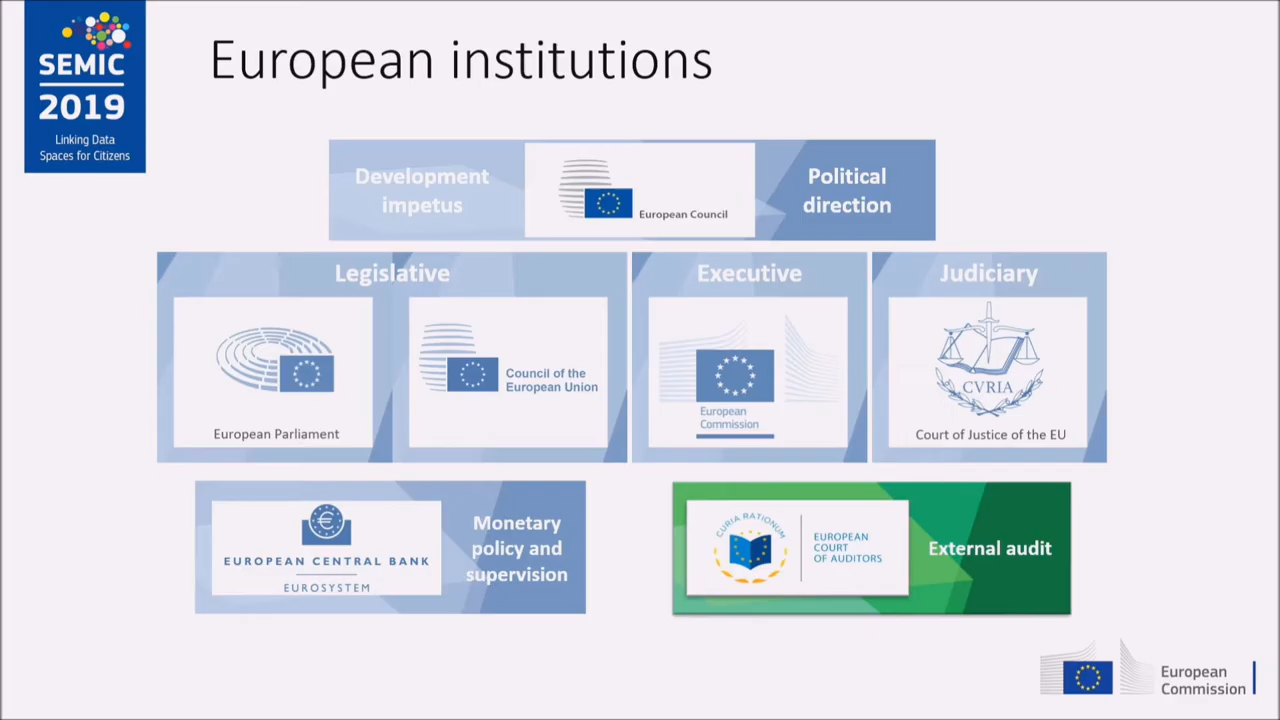 SEMIC
2019
Linking Data
Spaces for Citizens
European institutions
Development
impetus
European Council
Political
direction
Legislative
European Parliament
Council of the
European Union
Executive
European
Commission
Judiciary
CVRIA
Court of Justice of the EU
€
EUROPEAN CENTRAL BANK
EUROSYSTEM
Monetary
policy and
supervision
CURIA RATIONUM
EUROPEAN
COURT
OF AUDITORS
External audit
European
Commission